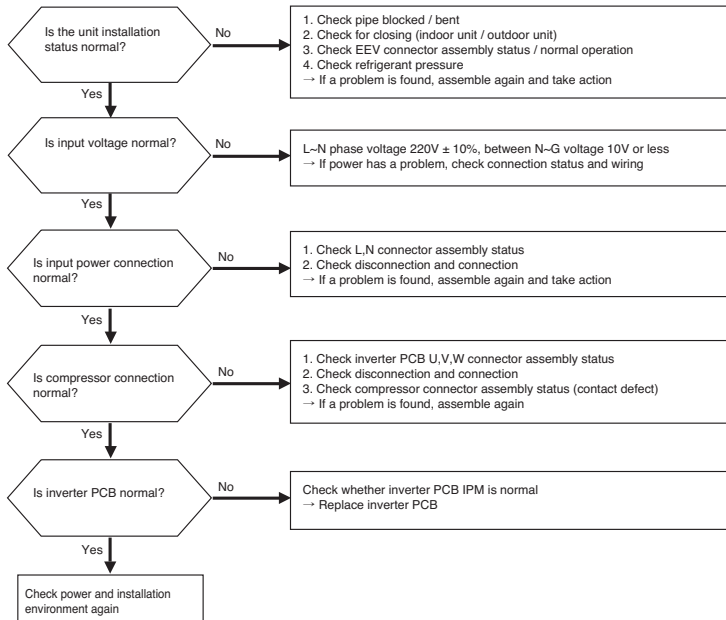 Is the unit installation
status normal?
No
1. Check pipe blocked / bent
2. Check for closing (indoor unit / outdoor unit)
3. Check EEV connector assembly status / normal operation
4. Check refrigerant pressure
→ If a problem is found, assemble again and take action
Yes
Is input voltage normal?
No
L~N phase voltage 220V ± 10%, between N~G voltage 10V or less
→ If power has a problem, check connection status and wiring
Yes
Is input power connection
normal?
No
1. Check L,N connector assembly status
2. Check disconnection and connection
→ If a problem is found, assemble again and take action
Yes
Is compressor connection
normal?
No
1. Check inverter PCB U,V,W connector assembly status
2. Check disconnection and connection
3. Check compressor connector assembly status (contact defect)
→ If a problem is found, assemble again
Yes
Is inverter PCB normal?
No
Check whether inverter PCB IPM is normal
→ Replace inverter PCB
Yes
Check power and installation
environment again